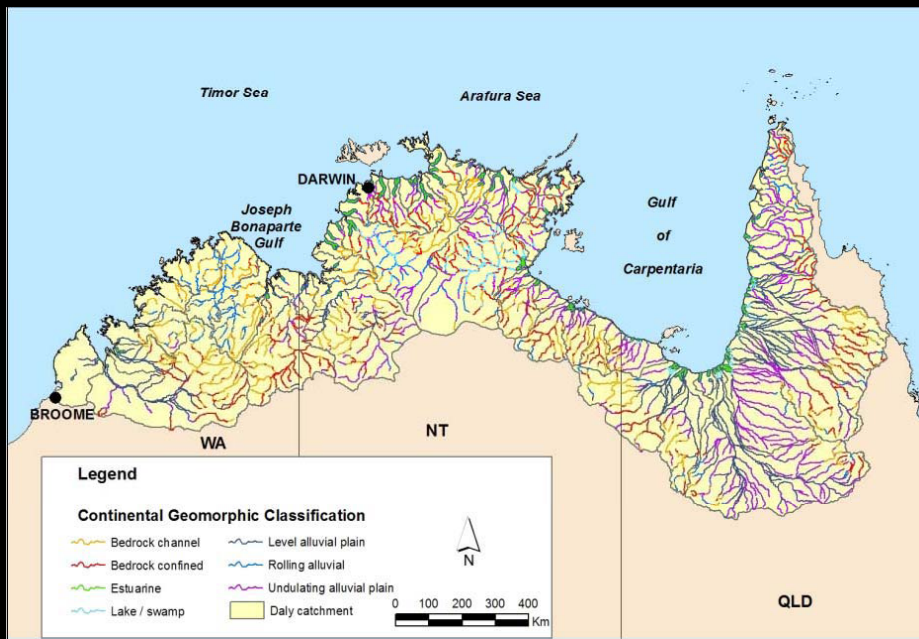 Timor Sea
Arafura Sea
DARWIN
Joseph
Bonaparte
Gulf
Gulf
of
Carpentaria
BROOME
WA
NT
QLD
Legend
Continental Geomorphic Classification
Bedrock channel
Bedrock confined
Estuarine
Lake / swamp
Level alluvial plain
Rolling alluvial
Undulating alluvial plain
Daly catchment
N
0 100 200 300 400
Km